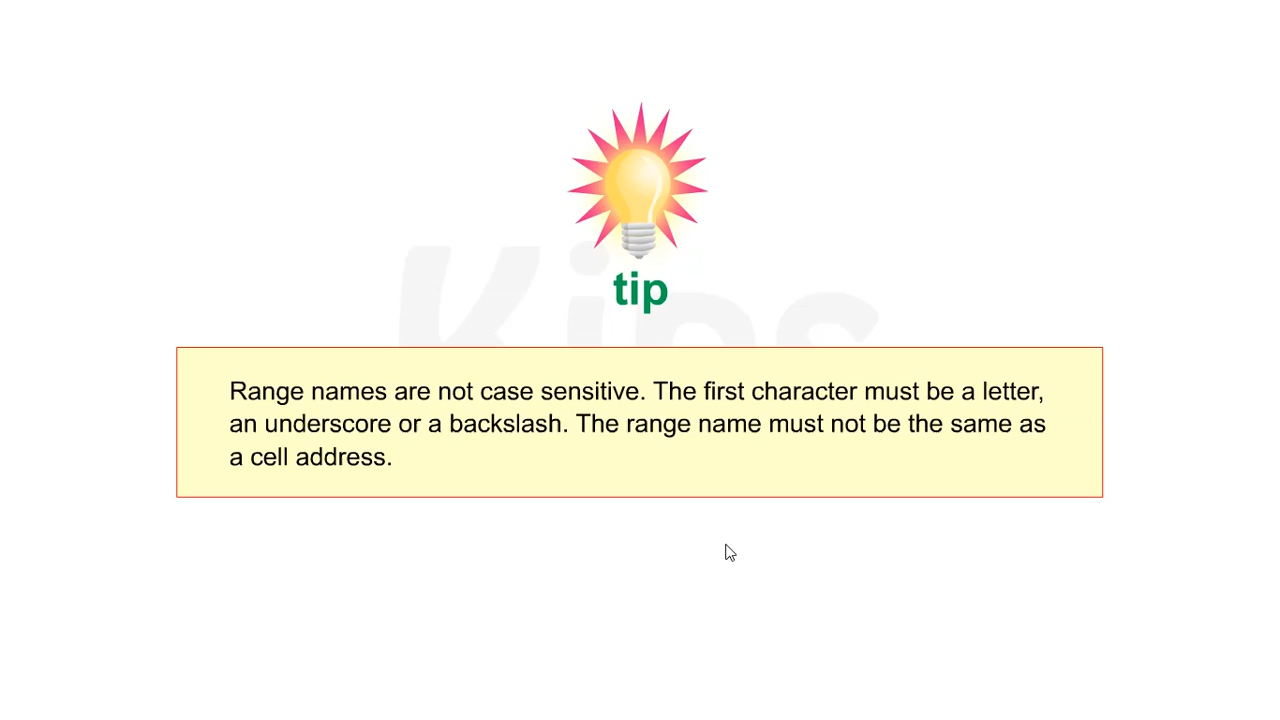 Kips
tip
Range names are not case sensitive. The first character must be a letter,
an underscore or a backslash. The range name must not be the same as
a cell address.